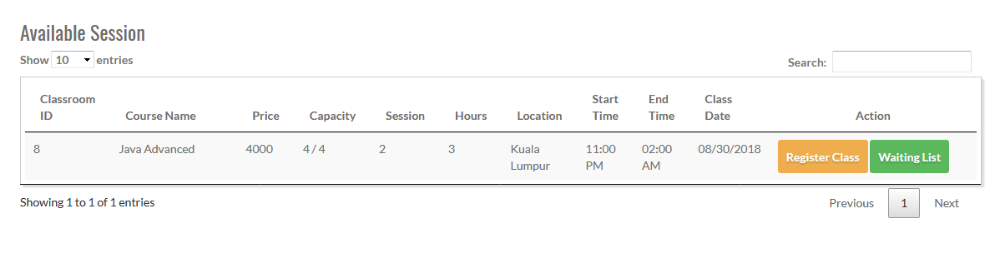 Available Session
Show 10 entries
Search:
Classroom ID Course Name Price Capacity Session Hours Location Start Time End Time Class Date Action
8 Java Advanced 4000 4 / 4 2 3 Kuala Lumpur 11:00 PM 02:00 AM 08/30/2018 Register Class Waiting List
Showing 1 to 1 of 1 entries
Previous 1 Next